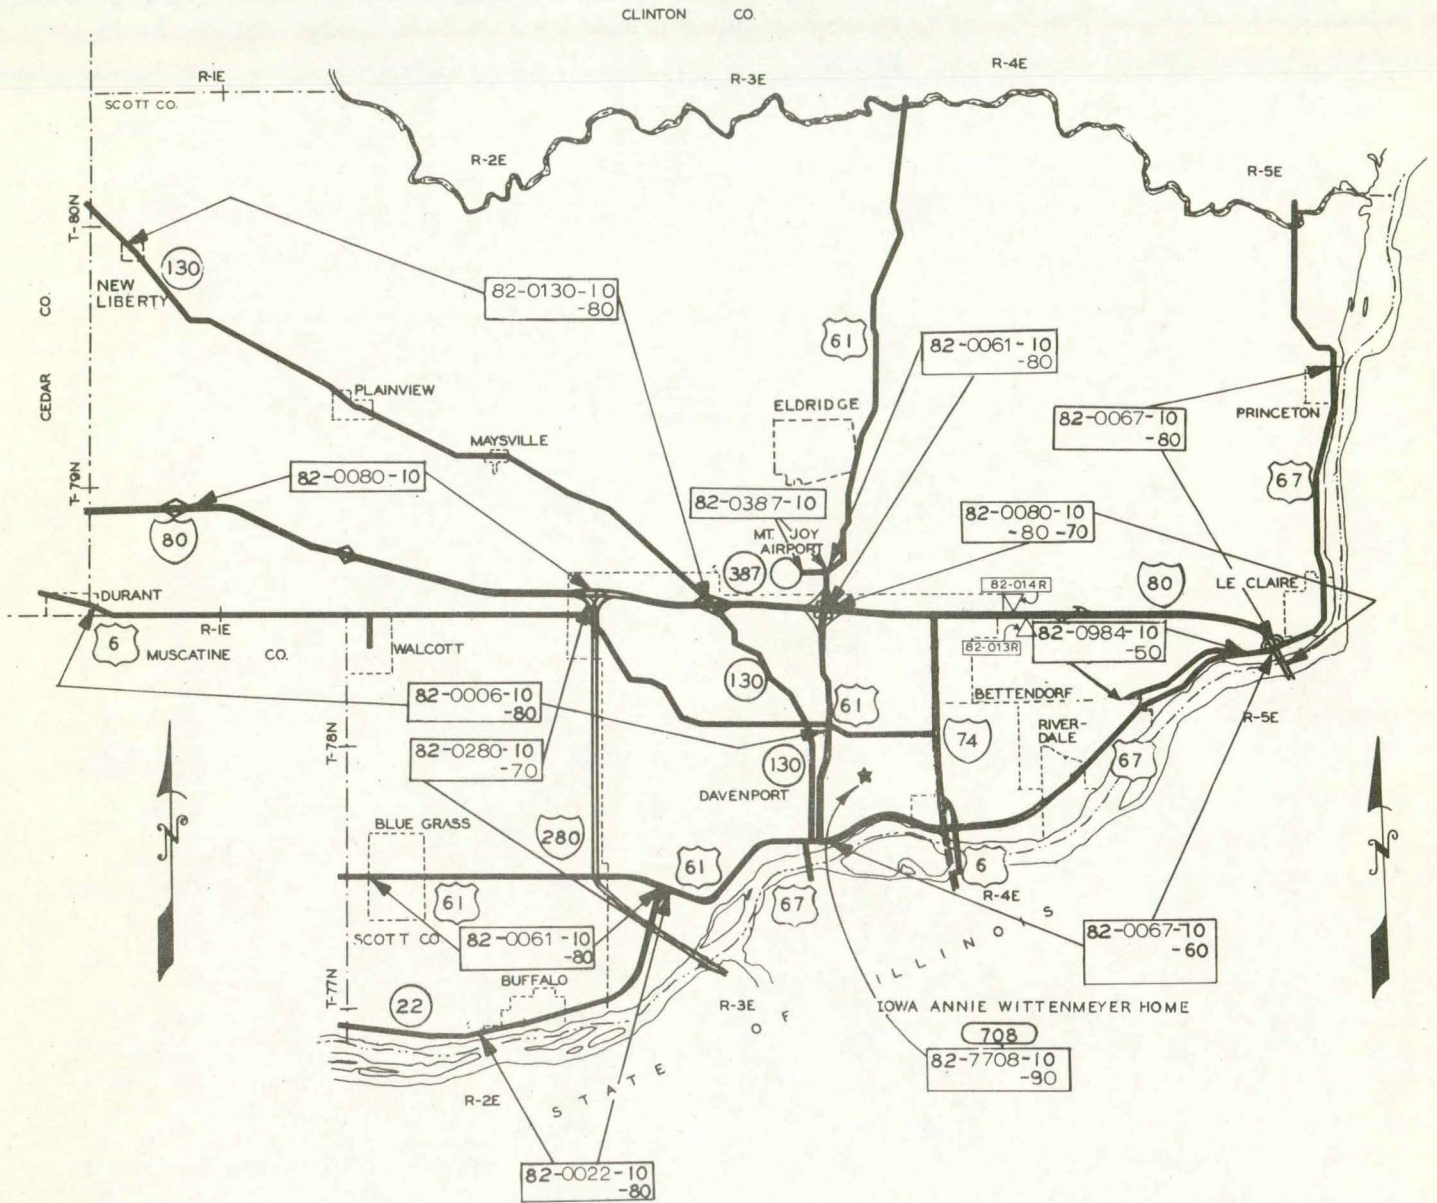 CLINTON CO.
R-1E
R-3E
R-4E
SCOTT CO.
R-2E
R-5E
T-80N
130
NEW
LIBERTY
82-0130-10
-80
CEDAR CO.
61
82-0061-10
-80
PLAINVIEW
ELDRIDGE
82-0067-10
-80
PRINCETON
MAYSVILLE
T-79N
82-0080-10
67
82-0387-10
82-0080-10
-80 -70
80
MT. JOY
AIRPORT
387
82-014R
80
LE CLAIRE
DURANT
6
R-1E
MUSCATINE CO.
WALCOTT
82-0984-10
-50
82-013R
130
82-0006-10
-80
61
BETTENDORF
R-5E
RIVER-
DALE
T-78N
82-0280-10
-70
74
67
130
DAVENPORT
N
N
BLUE GRASS
280
61
6
R-4E
61
67
SCOTT CO.
82-0061-10
-80
82-0067-10
-60
BUFFALO
T-77N
22
R-3E
STATE OF ILLINOIS
IOWA ANNIE WITTENMEYER HOME
708
82-7708-10
-90
R-2E
82-0022-10
-80